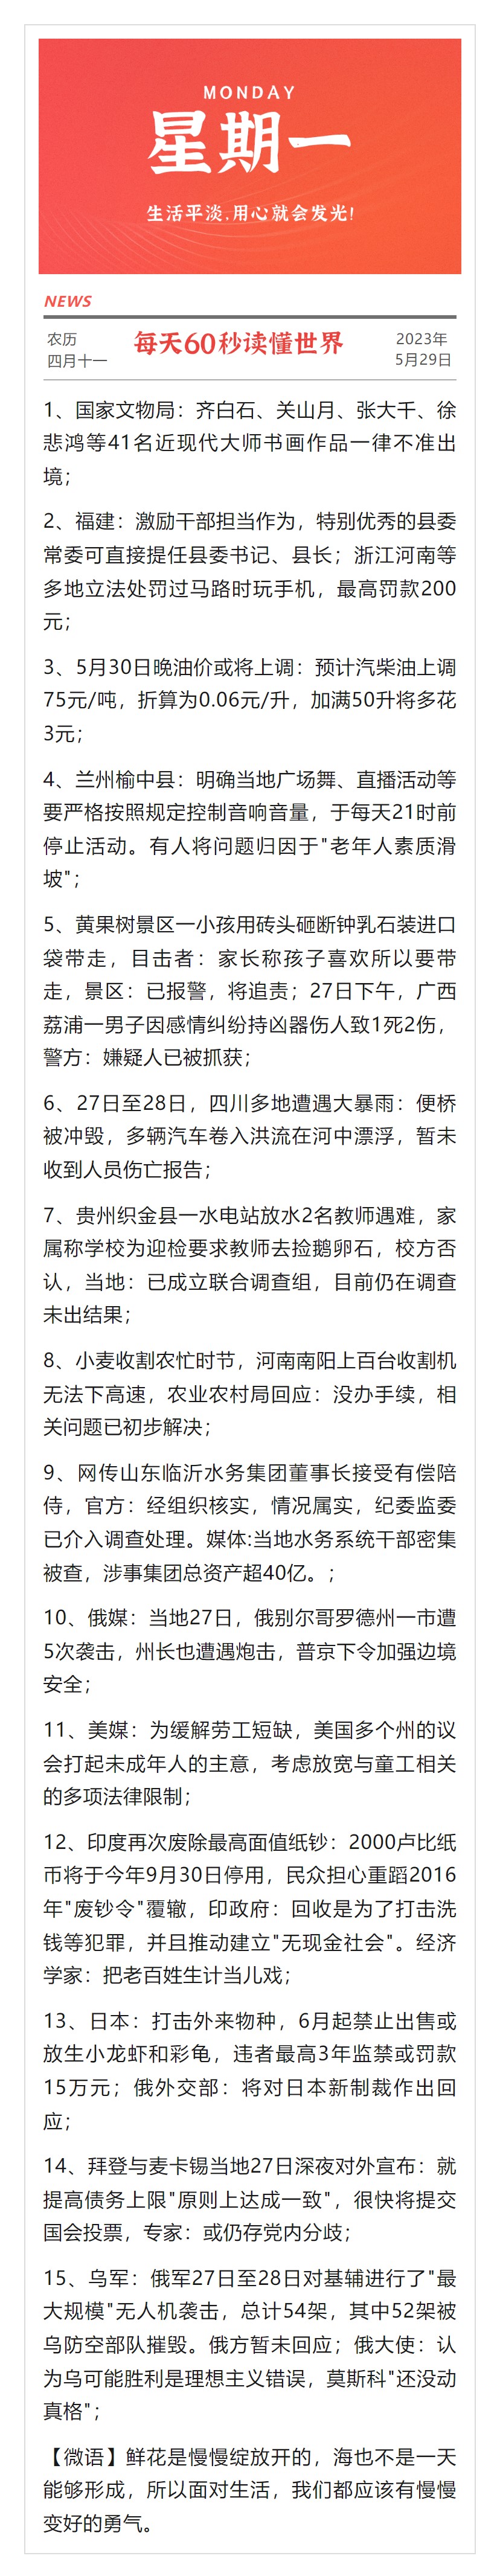 MONDAY
星期一
生活平淡,用心就会发光!
NEWS
农历
四月十一
每天60秒读懂世界
2023年
5月29日
1、国家文物局：齐白石、关山月、张大千、徐
悲鸿等41名近现代大师书画作品一律不准出
境；
2、福建：激励干部担当作为，特别优秀的县委
常委可直接提任县委书记、县长；浙江河南等
多地立法处罚过马路时玩手机，最高罚款200
元；
3、5月30日晚油价或将上调：预计汽柴油上调
75元/吨，折算为0.06元/升，加满50升将多花
3元；
4、兰州榆中县：明确当地广场舞、直播活动等
要严格按照规定控制音响音量，于每天21时前
停止活动。有人将问题归因于"老年人素质滑
坡"；
5、黄果树景区一小孩用砖头砸断钟乳石装进口
袋带走，目击者：家长称孩子喜欢所以要带
走，景区：已报警，将追责；27日下午，广西
荔浦一男子因感情纠纷持凶器伤人致1死2伤，
警方：嫌疑人已被抓获；
6、27日至28日，四川多地遭遇大暴雨：便桥
被冲毁，多辆汽车卷入洪流在河中漂浮，暂未
收到人员伤亡报告；
7、贵州织金县一水电站放水2名教师遇难，家
属称学校为迎检要求教师去捡鹅卵石，校方否
认，当地：已成立联合调查组，目前仍在调查
未出结果；
8、小麦收割农忙时节，河南南阳上百台收割机
无法下高速，农业农村局回应：没办手续，相
关问题已初步解决；
9、网传山东临沂水务集团董事长接受有偿陪
侍，官方：经组织核实，情况属实，纪委监委
已介入调查处理。媒体:当地水务系统干部密集
被查，涉事集团总资产超40亿。；
10、俄媒：当地27日，俄别尔哥罗德州一市遭
5次袭击，州长也遭遇炮击，普京下令加强边境
安全；
11、美媒：为缓解劳工短缺，美国多个州的议
会打起未成年人的主意，考虑放宽与童工相关
的多项法律限制；
12、印度再次废除最高面值纸钞：2000卢比纸
币将于今年9月30日停用，民众担心重蹈2016
年"废钞令"覆辙，印政府：回收是为了打击洗
钱等犯罪，并且推动建立"无现金社会"。经济
学家：把老百姓生计当儿戏；
13、日本：打击外来物种，6月起禁止出售或
放生小龙虾和彩龟，违者最高3年监禁或罚款
15万元；俄外交部：将对日本新制裁作出回
应；
14、拜登与麦卡锡当地27日深夜对外宣布：就
提高债务上限"原则上达成一致"，很快将提交
国会投票，专家：或仍存党内分歧；
15、乌军：俄军27日至28日对基辅进行了"最
大规模"无人机袭击，总计54架，其中52架被
乌防空部队摧毁。俄方暂未回应；俄大使：认
为乌可能胜利是理想主义错误，莫斯科"还没动
真格"；
【微语】鲜花是慢慢绽放开的，海也不是一天
能够形成，所以面对生活，我们都应该有慢慢
变好的勇气。